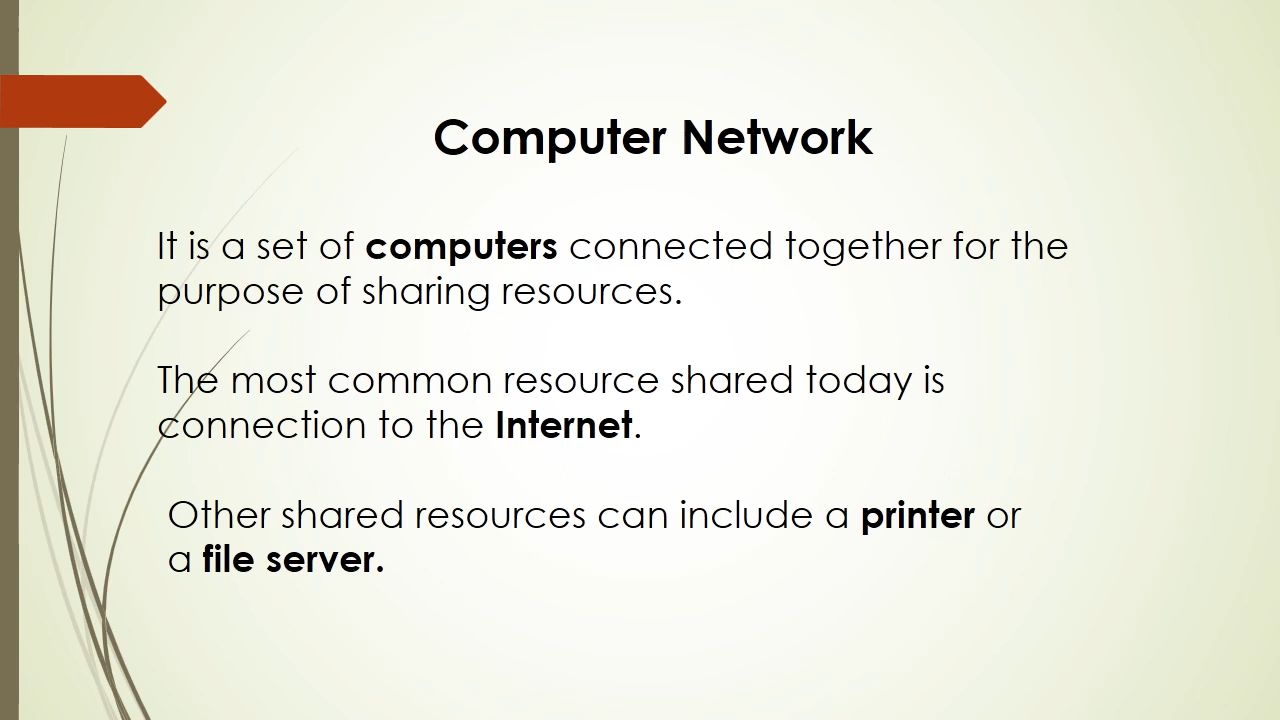 Computer Network
It is a set of computers connected together for the
purpose of sharing resources.
The most common resource shared today is
connection to the Internet.
Other shared resources can include a printer or
a file server.